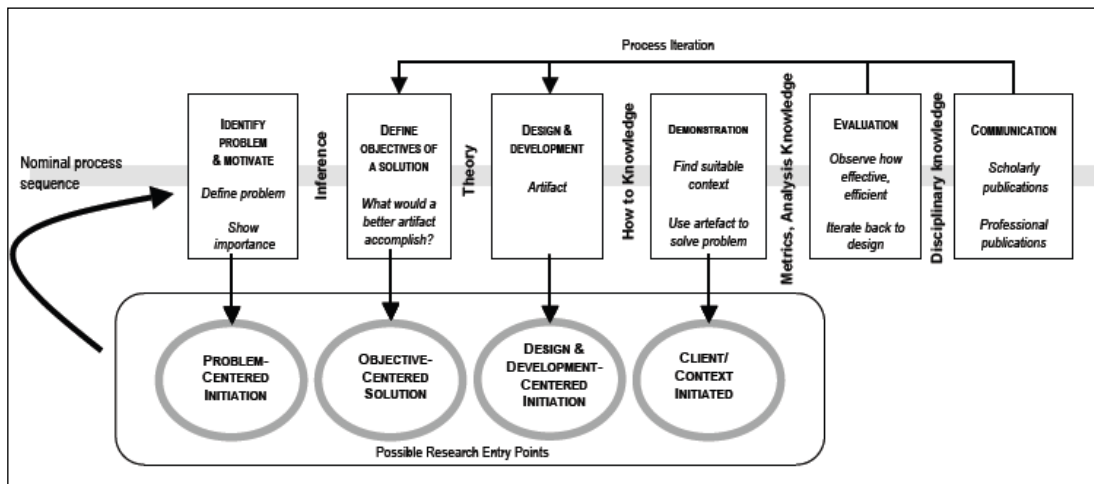 Process Iteration
Nominal process
sequence
IDENTIFY
PROBLEM
& MOTIVATE
Define problem
Show
importance
Inference
DEFINE
OBJECTIVES OF
A SOLUTION
What would a
better artifact
accomplish?
Theory
DESIGN &
DEVELOPMENT
Artifact
How to Knowledge
DEMONSTRATION
Find suitable
context
Use artefact to
solve problem
Metrics, Analysis Knowledge
EVALUATION
Observe how
effective,
efficient
Iterate back to
design
Disciplinary knowledge
COMMUNICATION
Scholarly
publications
Professional
publications
PROBLEM-
CENTERED
INITIATION
OBJECTIVE-
CENTERED
SOLUTION
DESIGN &
DEVELOPMENT-
CENTERED
INITIATION
CLIENT/
CONTEXT
INITIATED
Possible Research Entry Points